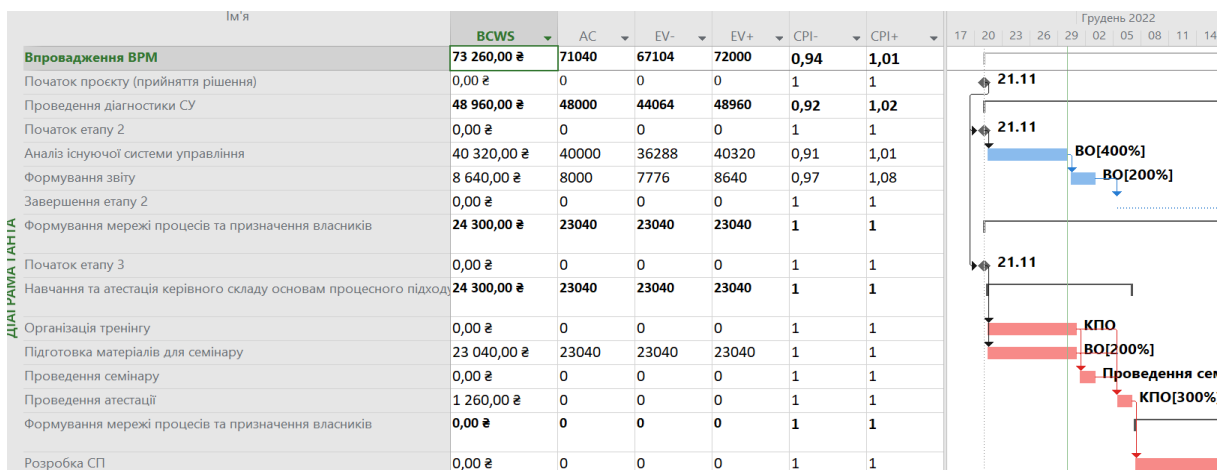 Ім'я BCWS AC EV- EV+ CPI- CPI+ Грудень 2022
17 20 23 26 29 02 05 08 11 14
Впровадження BPM 73 260,00 ₴ 71040 67104 72000 0,94 1,01
Початок проєкту (прийняття рішення) 0,00 ₴ 0 0 0 1 1 21.11
Проведення діагностики СУ 48 960,00 ₴ 48000 44064 48960 0,92 1,02
Початок етапу 2 0,00 ₴ 0 0 0 1 1 21.11
Аналіз існуючої системи управління 40 320,00 ₴ 40000 36288 40320 0,91 1,01 ВО[400%]
Формування звіту 8 640,00 ₴ 8000 7776 8640 0,97 1,08 ВО[200%]
Завершення етапу 2 0,00 ₴ 0 0 0 1 1
Формування мережі процесів та призначення власників 24 300,00 ₴ 23040 23040 23040 1 1
Початок етапу 3 0,00 ₴ 0 0 0 1 1 21.11
Навчання та атестація керівного складу основам процесного підходу 24 300,00 ₴ 23040 23040 23040 1 1
Організація тренінгу 0,00 ₴ 0 0 0 1 1 КПО
Підготовка матеріалів для семінару 23 040,00 ₴ 23040 23040 23040 1 1 ВО[200%]
Проведення семінару 0,00 ₴ 0 0 0 1 1 Проведення сем
Проведення атестації 1 260,00 ₴ 0 0 0 1 1 КПО[300%]
Формування мережі процесів та призначення власників 0,00 ₴ 0 0 0 1 1
Розробка СП 0,00 ₴ 0 0 0 1 1
ДІАГРАМА ГАНТА